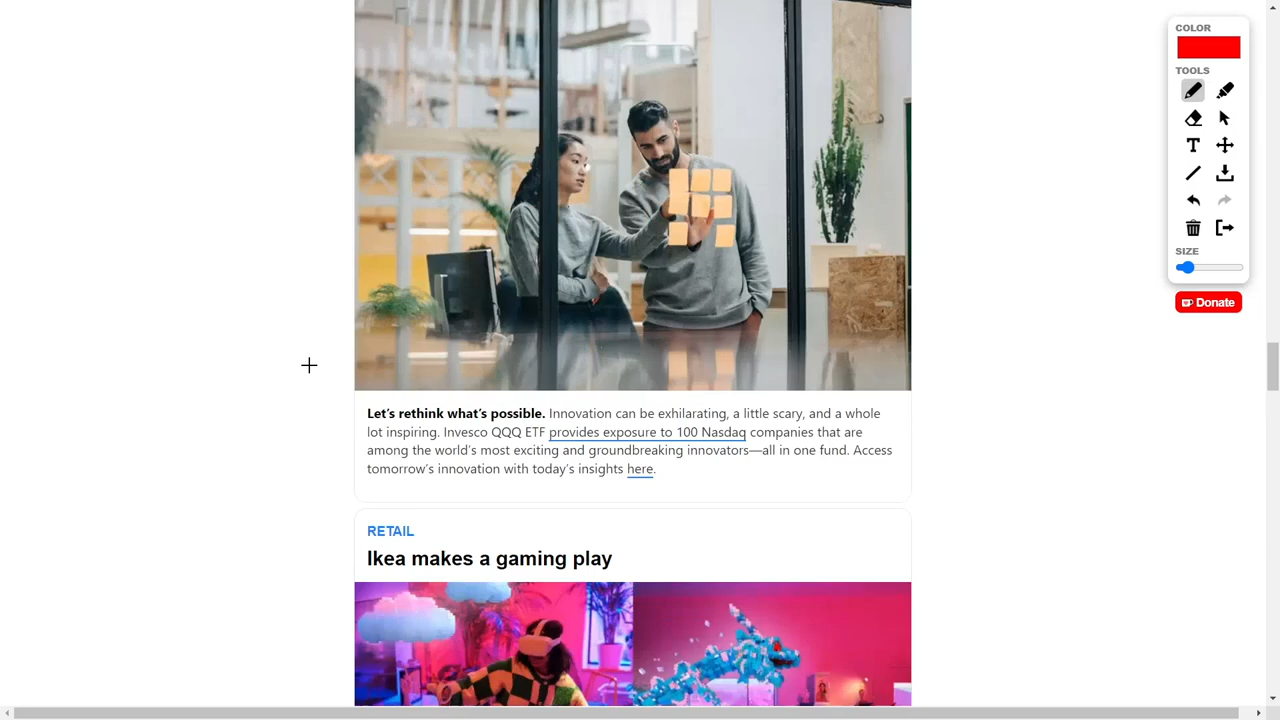 COLOR
TOOLS
SIZE
Donate
Let's rethink what's possible. Innovation can be exhilarating, a little scary, and a whole
lot inspiring. Invesco QQQ ETF provides exposure to 100 Nasdaq companies that are
among the world's most exciting and groundbreaking innovators—all in one fund. Access
tomorrow's innovation with today's insights here.
RETAIL
Ikea makes a gaming play